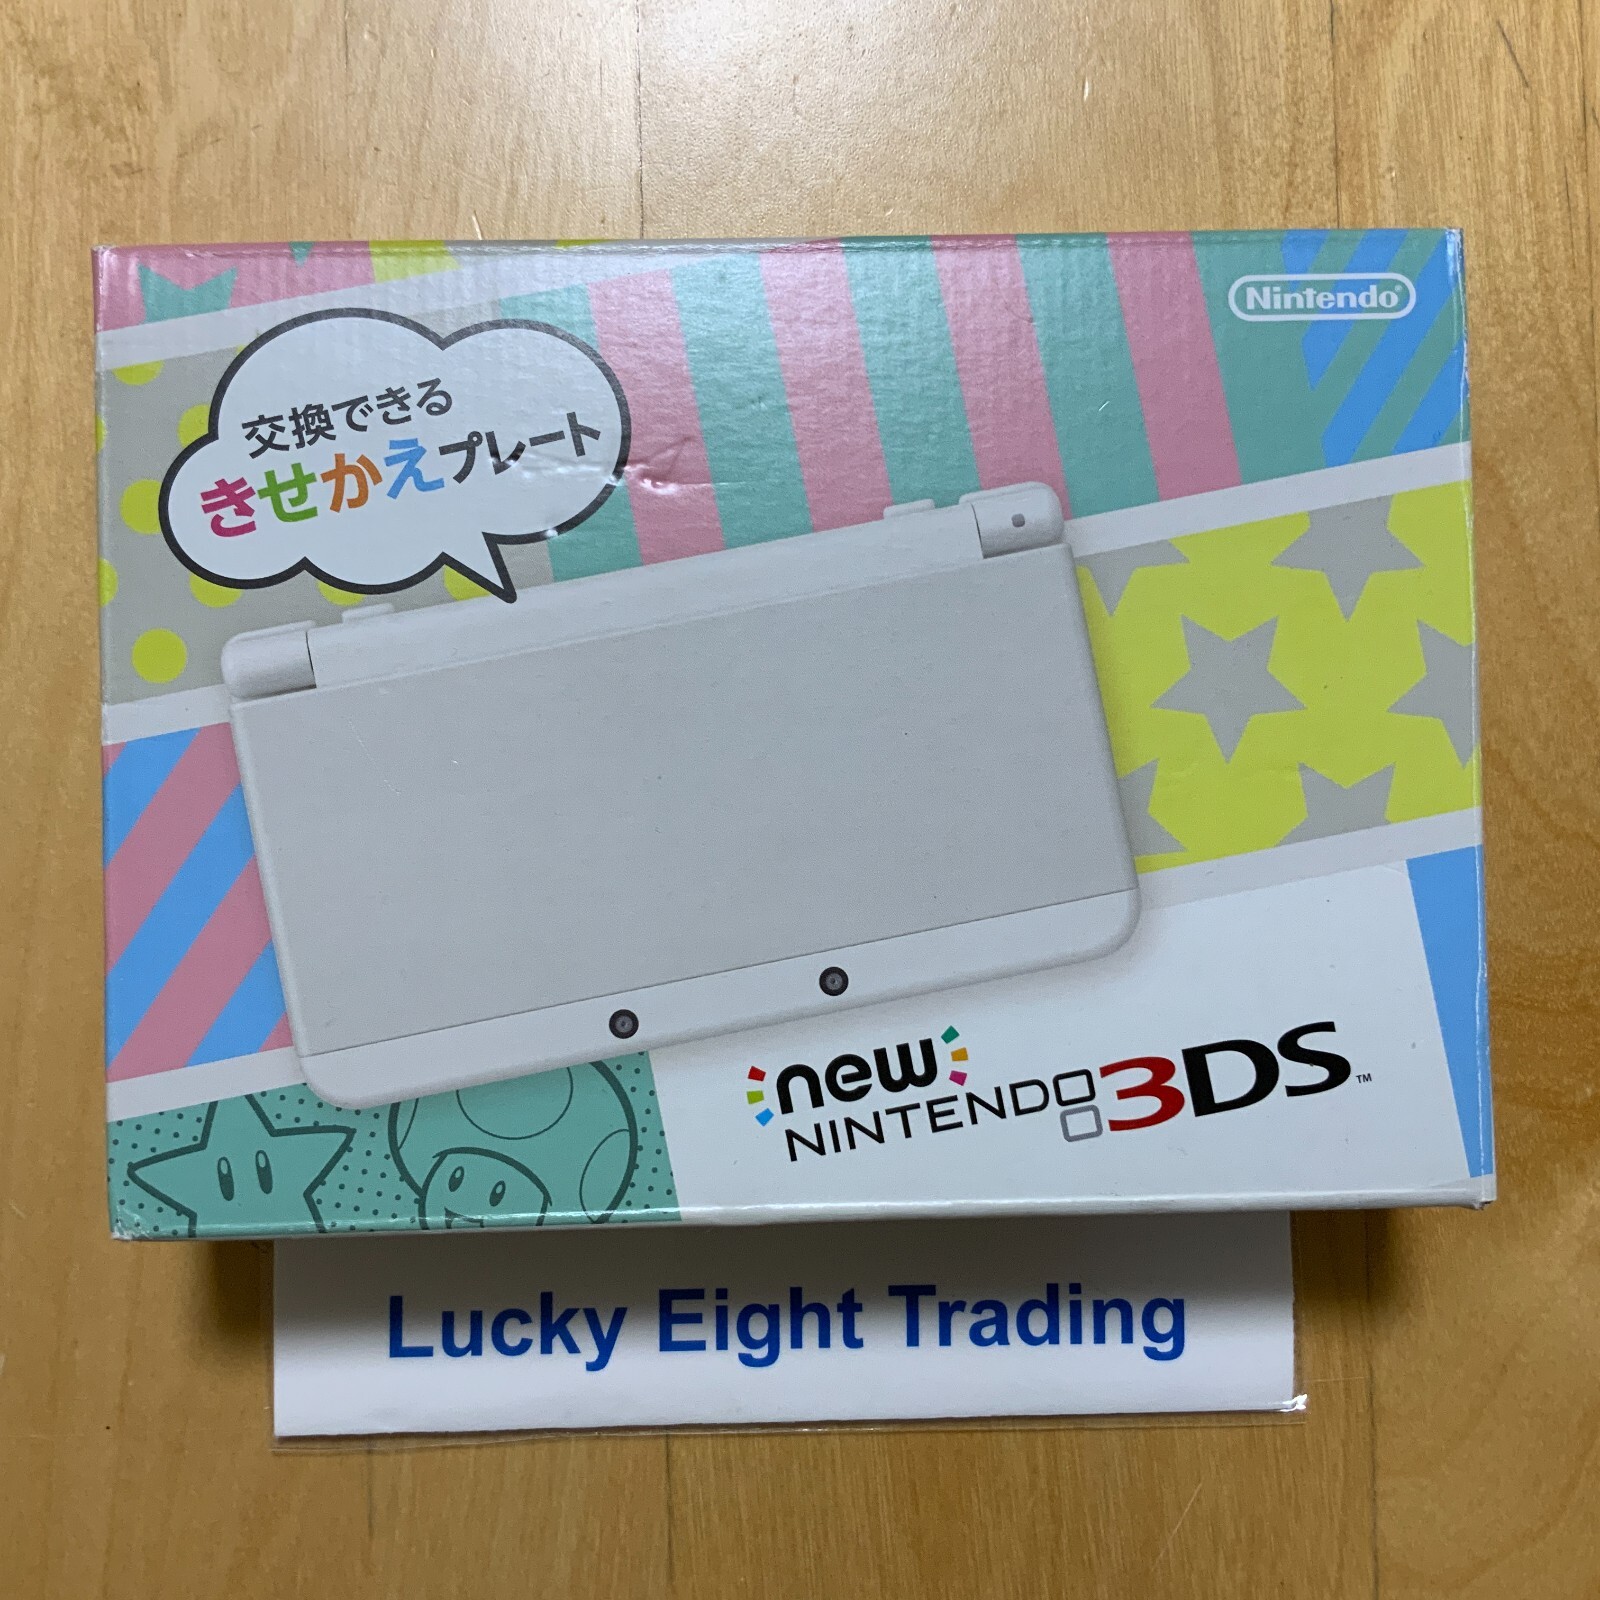 Nintendo®
交換できる
きせかえプレート
new
NINTENDO 3DS™
Lucky Eight Trading